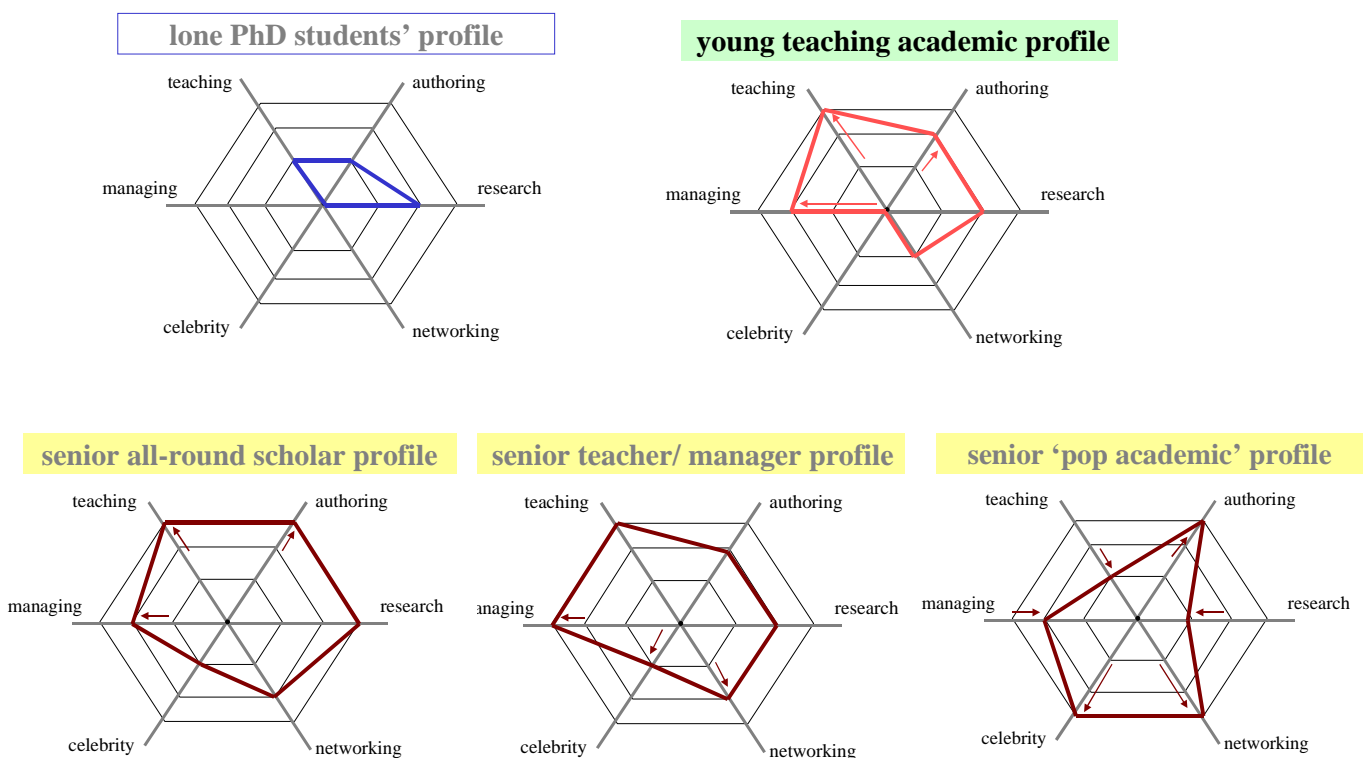 lone PhD students’ profile
young teaching academic profile
teaching
authoring
managing
research
celebrity
networking
teaching
authoring
managing
research
celebrity
networking
senior all-round scholar profile
senior teacher/ manager profile
senior ‘pop academic’ profile
teaching
authoring
managing
research
celebrity
networking
teaching
authoring
anaging
research
celebrity
networking
teaching
authoring
managing
research
celebrity
networking